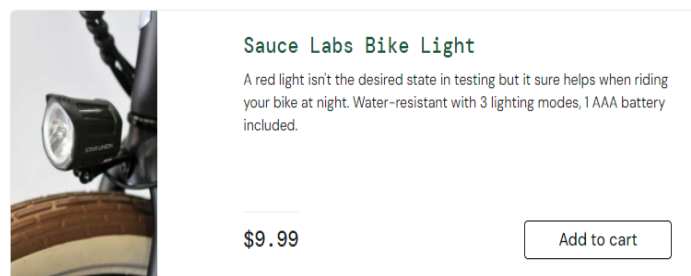 Sauce Labs Bike Light
A red light isn't the desired state in testing but it sure helps when riding
your bike at night. Water-resistant with 3 lighting modes, 1 AAA battery
included.
$9.99
Add to cart